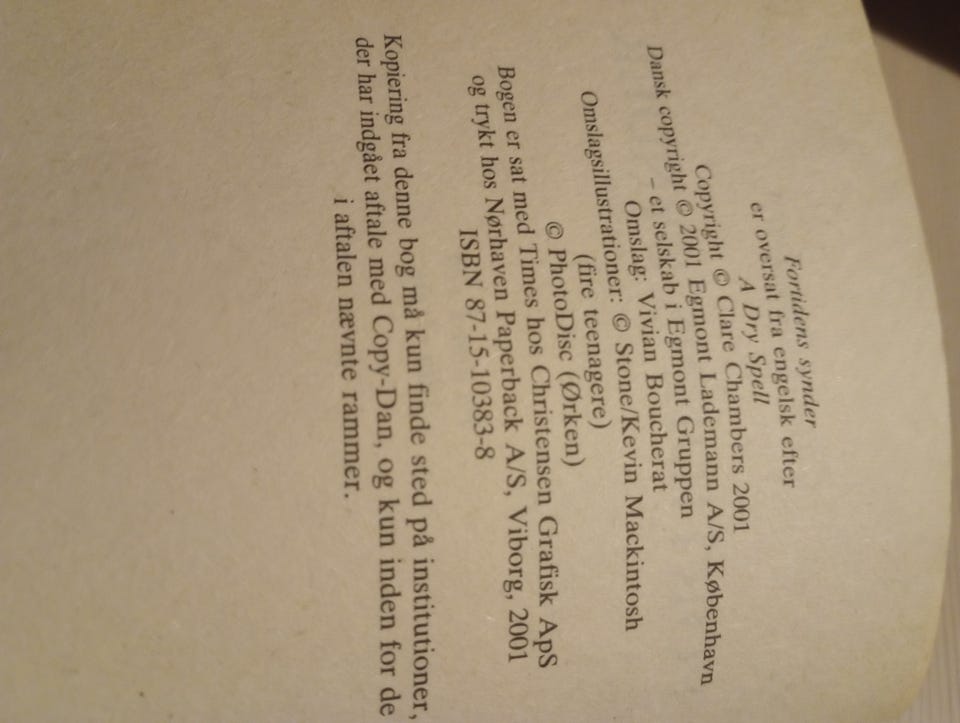 Fortidens synder
er oversat fra engelsk efter
A Dry Spell
Copyright © Clare Chambers 2001
Dansk copyright © 2001 Egmont Lademann A/S, København
– et selskab i Egmont Gruppen
Omslag: Vivian Boucherat
Omslagsillustrationer: © Stone/Kevin Mackintosh
(fire teenagere)
© PhotoDisc (Ørken)
Bogen er sat med Times hos Christensen Grafisk ApS
og trykt hos Nørhaven Paperback A/S, Viborg, 2001
ISBN 87-15-10383-8
Kopiering fra denne bog må kun finde sted på institutioner,
der har indgået aftale med Copy-Dan, og kun inden for de
i aftalen nævnte rammer.